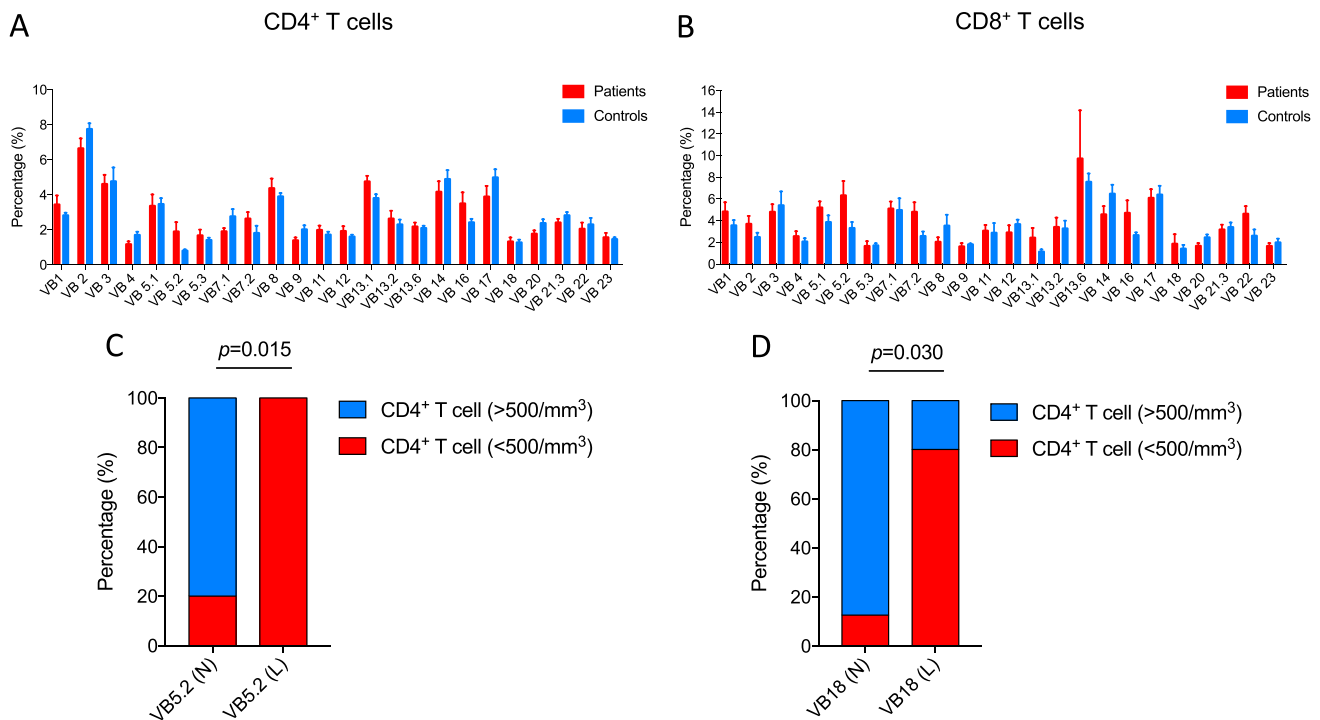 A
CD4⁺ T cells
Percentage (%)
10
8
6
4
2
0
Patients
Controls
VB1
VB 2
VB 3
VB 4
VB 5.1
VB 5.2
VB 5.3
VB7.1
VB7.2
VB 8
VB 9
VB 11
VB 12
VB13.1
VB13.2
VB13.6
VB 14
VB 16
VB 17
VB 18
VB 20
VB 21.3
VB 22
VB 23
B
CD8⁺ T cells
Percentage (%)
16
14
12
10
8
6
4
2
0
Patients
Controls
VB1
VB 2
VB 3
VB 4
VB 5.1
VB 5.2
VB 5.3
VB7.1
VB7.2
VB 8
VB 9
VB 11
VB 12
VB13.1
VB13.2
VB13.6
VB 14
VB 16
VB 17
VB 18
VB 20
VB 21.3
VB 22
VB 23
C
p=0.015
Percentage (%)
100
80
60
40
20
0
CD4⁺ T cell (>500/mm³)
CD4⁺ T cell (<500/mm³)
VB5.2 (N)
VB5.2 (L)
D
p=0.030
Percentage (%)
100
80
60
40
20
0
CD4⁺ T cell (>500/mm³)
CD4⁺ T cell (<500/mm³)
VB18 (N)
VB18 (L)